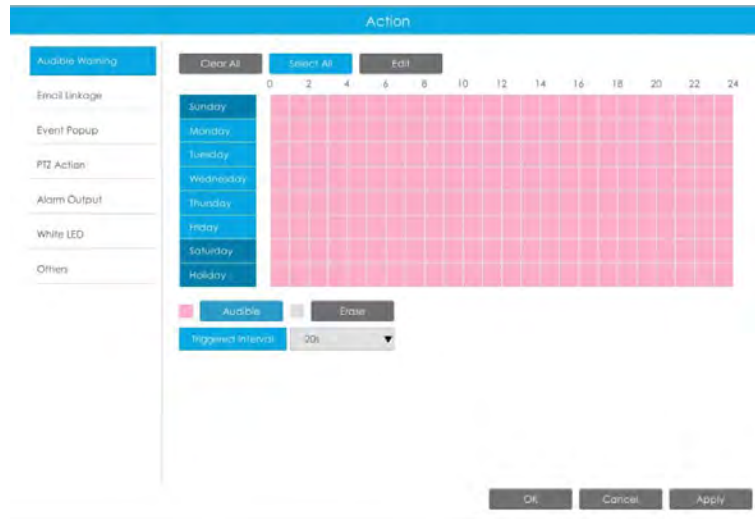 Action
Audible Warning
Email Linkage
Event Popup
PTZ Action
Alarm Output
White LED
Others
Clear All Select All Edit
0 2 4 6 8 10 12 14 16 18 20 22 24
Sunday
Monday
Tuesday
Wednesday
Thursday
Friday
Saturday
Holiday
Audible Erase
Triggered Interval 20s
OK Cancel Apply